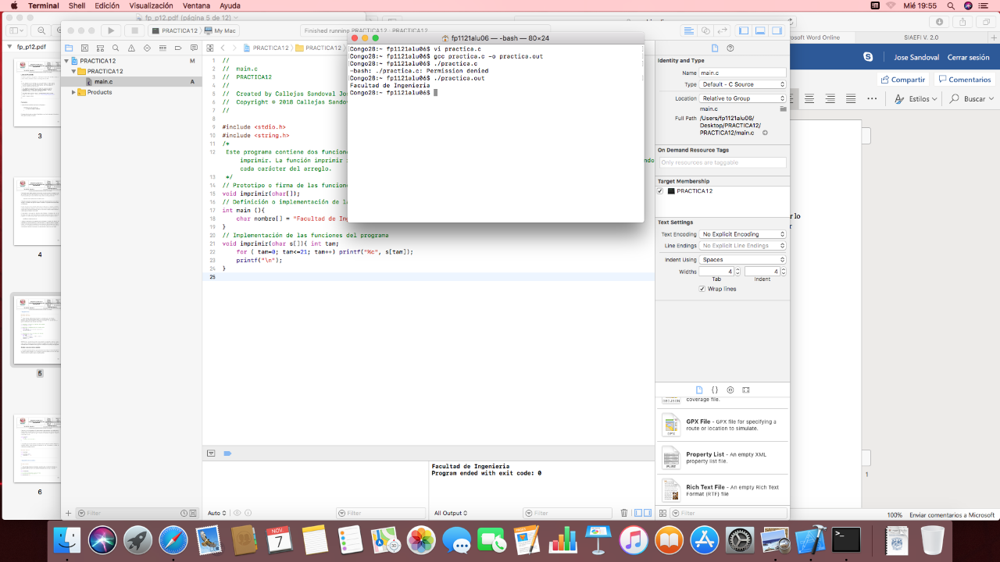 Terminal Shell Edición Visualización Ventana Ayuda
Mié 19:55
fp_p12.pdf (página 5 de 12)
PRACTICA12 My Mac
Finished running PRACTICA12 : PRACTICA12
fp1121alu06 — -bash — 80×24
Word Online
SIAEFI V. 2.0
fp_p12.pdf
3
4
5
6
PRACTICA12 M
PRACTICA12
main.c A
Products
Filter
PRACTICA12 PRACTICA12
1 //
2 // main.c
3 // PRACTICA12
4 //
5 // Created by Callejas Sandoval Jos
6 // Copyright © 2018 Callejas Sandov
7 //
8
9 #include <stdio.h>
10 #include <string.h>
11 /*
12 Este programa contiene dos funcione
imprimir. La función imprimir
cada carácter del arreglo.
13 */
14 // Prototipo o firma de las funcion
15 void imprimir(char[]);
16 // Definición o implementación de la
17 int main (){
18 char nombre[] = "Facultad de Ing
19 }
20 // Implementación de las funciones del programa
21 void imprimir(char s[]){ int tam;
22 for ( tam=0; tam<=21; tam++) printf("%c", s[tam]);
23 printf("\n");
24 }
25
[Congo28:~ fp1121alu06$ vi practica.c
[Congo28:~ fp1121alu06$ gcc practica.c -o practica.out
[Congo28:~ fp1121alu06$ ./practica.c
-bash: ./practica.c: Permission denied
[Congo28:~ fp1121alu06$ ./practica.out
Facultad de Ingenieria
Congo28:~ fp1121alu06$
Auto
Filter
Facultad de Ingenieria
Program ended with exit code: 0
All Output
Filter
Identity and Type
Name main.c
Type Default - C Source
Location Relative to Group
main.c
Full Path /Users/fp1121alu06/
Desktop/PRACTICA12/
PRACTICA12/main.c
On Demand Resource Tags
Only resources are taggable
Target Membership
PRACTICA12
Text Settings
Text Encoding No Explicit Encoding
Line Endings No Explicit Line Endings
Indent Using Spaces
Widths 4 4
Tab Indent
Wrap lines
coverage file.
GPX File - GPX file for specifying a
route or location to simulate.
GPX
Property List - An empty XML
property list file.
PLIST
Rich Text File - An empty Rich Text
Format (RTF) file
Filter
Jose Sandoval Cerrar sesión
Compartir Comentarios
Estilos Buscar
lo
1
100% Enviar comentarios a Microsoft
NOV.
7